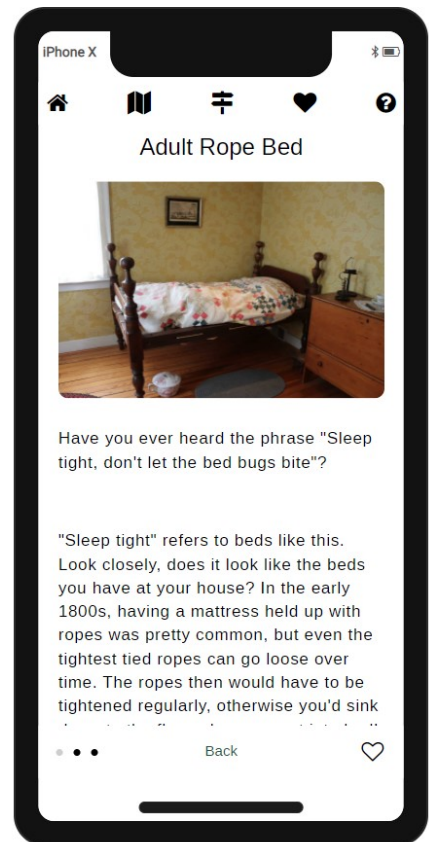 iPhone X
Adult Rope Bed
Have you ever heard the phrase "Sleep
tight, don't let the bed bugs bite"?
"Sleep tight" refers to beds like this.
Look closely, does it look like the beds
you have at your house? In the early
1800s, having a mattress held up with
ropes was pretty common, but even the
tightest tied ropes can go loose over
time. The ropes then would have to be
tightened regularly, otherwise you'd sink
Back